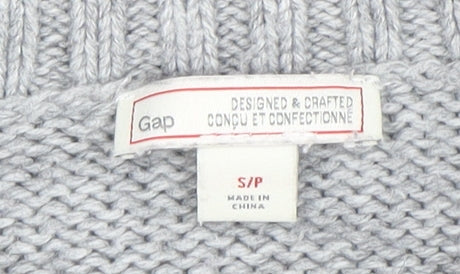 Gap
DESIGNED & CRAFTED
CONÇU ET CONFECTIONNÉ
S/P
MADE IN
CHINA